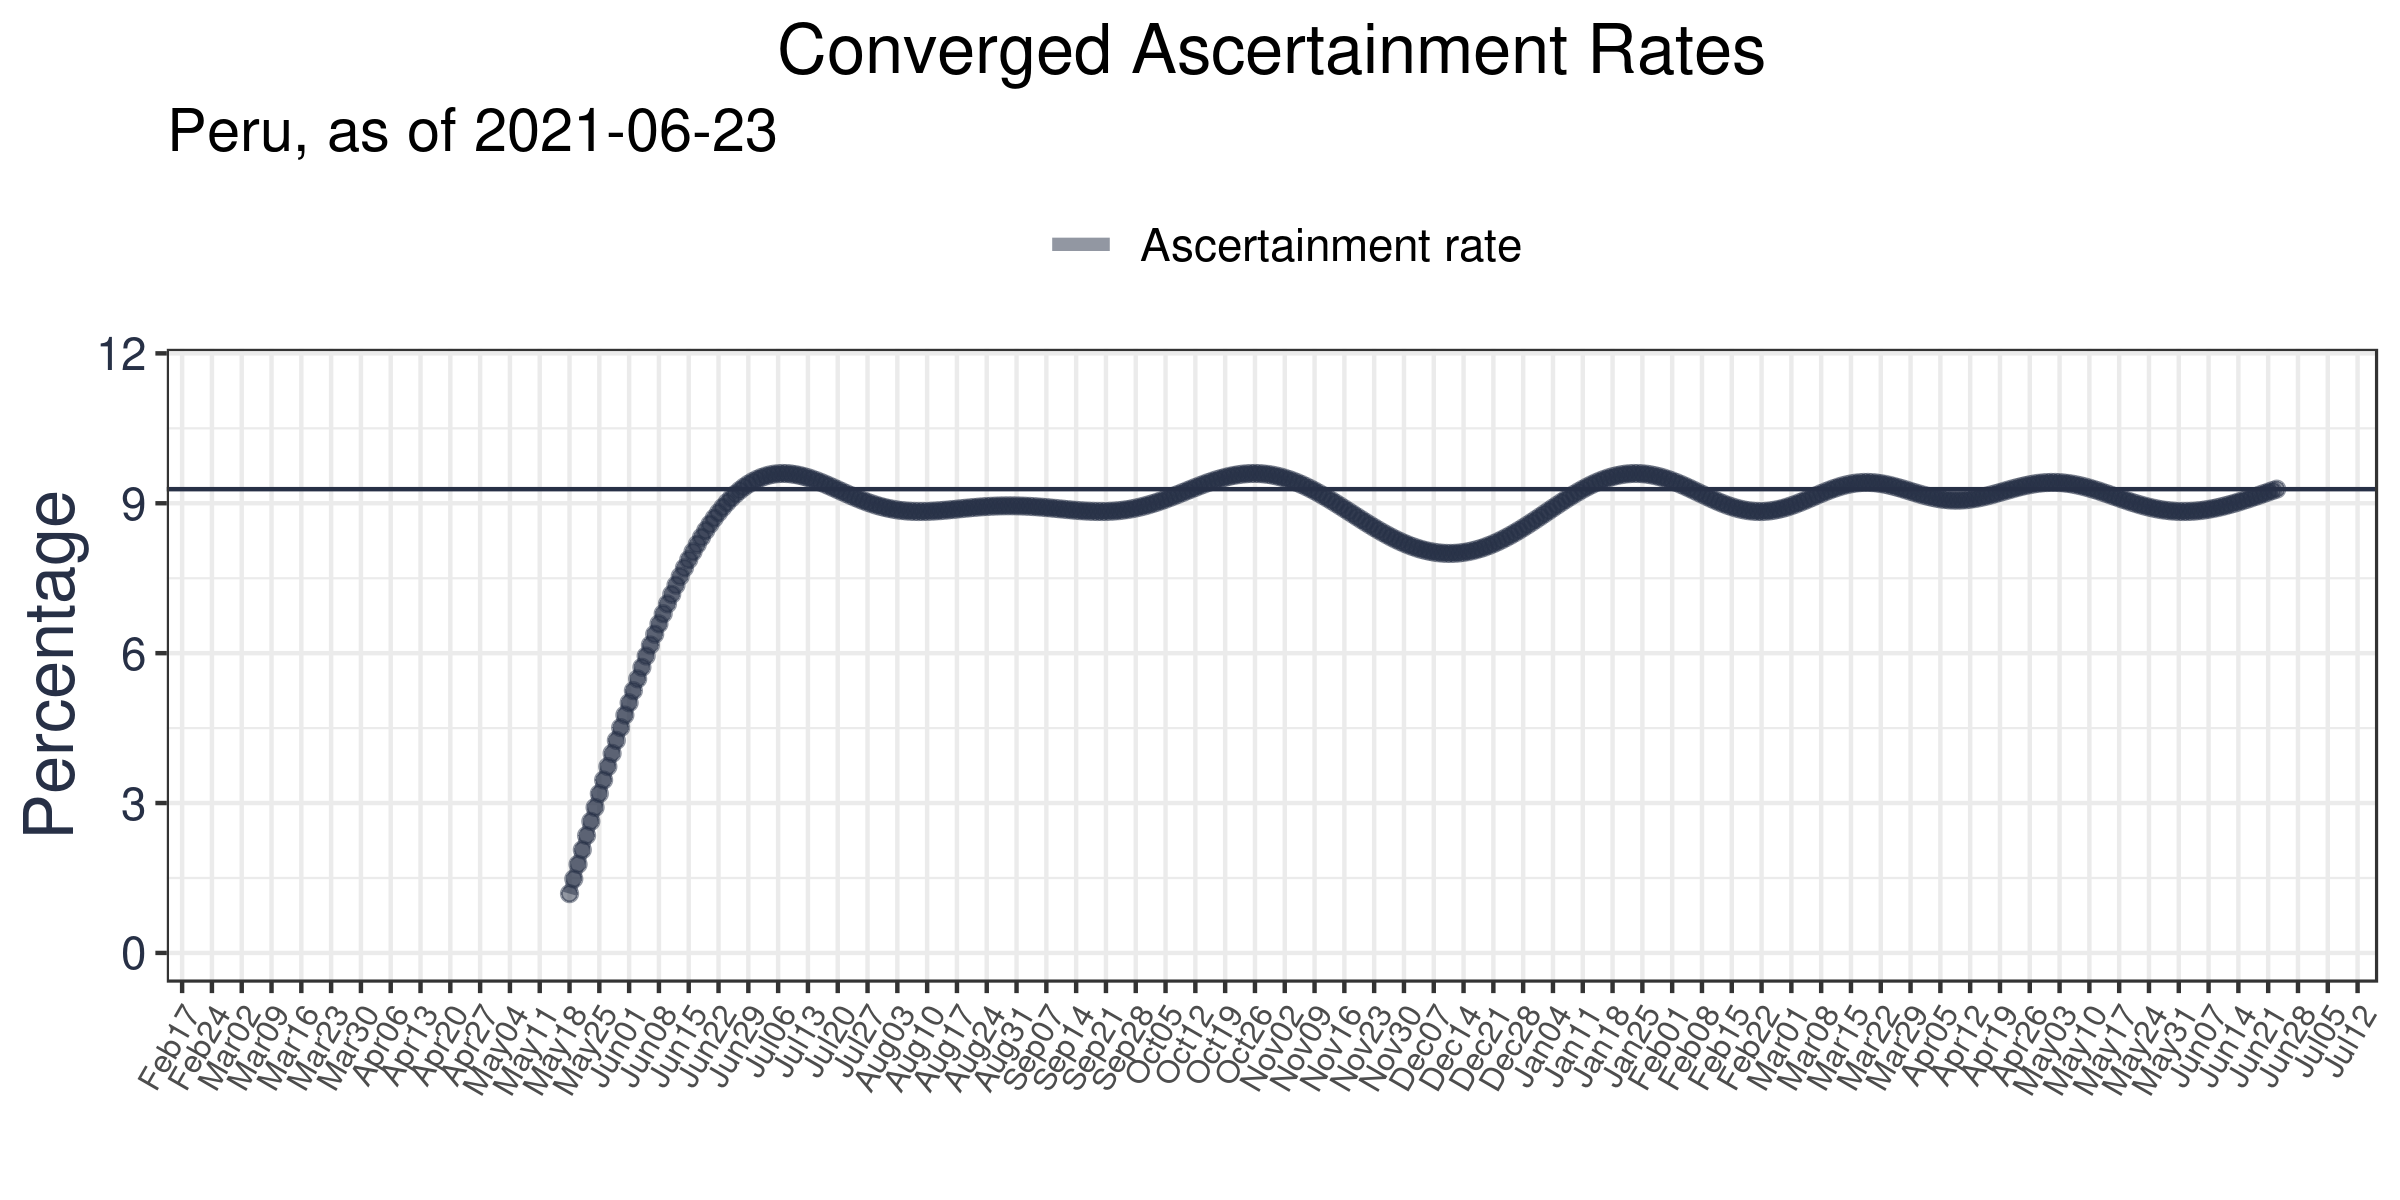 Converged Ascertainment Rates
Peru, as of 2021-06-23
Ascertainment rate
Percentage
12
9
6
3
0
Feb17
Feb24
Mar02
Mar09
Mar16
Mar23
Mar30
Apr06
Apr13
Apr20
Apr27
May04
May11
May18
May25
Jun01
Jun08
Jun15
Jun22
Jun29
Jul06
Jul13
Jul20
Jul27
Aug03
Aug10
Aug17
Aug24
Aug31
Sep07
Sep14
Sep21
Sep28
Oct05
Oct12
Oct19
Oct26
Nov02
Nov09
Nov16
Nov23
Nov30
Dec07
Dec14
Dec21
Dec28
Jan04
Jan11
Jan18
Jan25
Feb01
Feb08
Feb15
Feb22
Mar01
Mar08
Mar15
Mar22
Mar29
Apr05
Apr12
Apr19
Apr26
May03
May10
May17
May24
May31
Jun07
Jun14
Jun21
Jun28
Jul05
Jul12